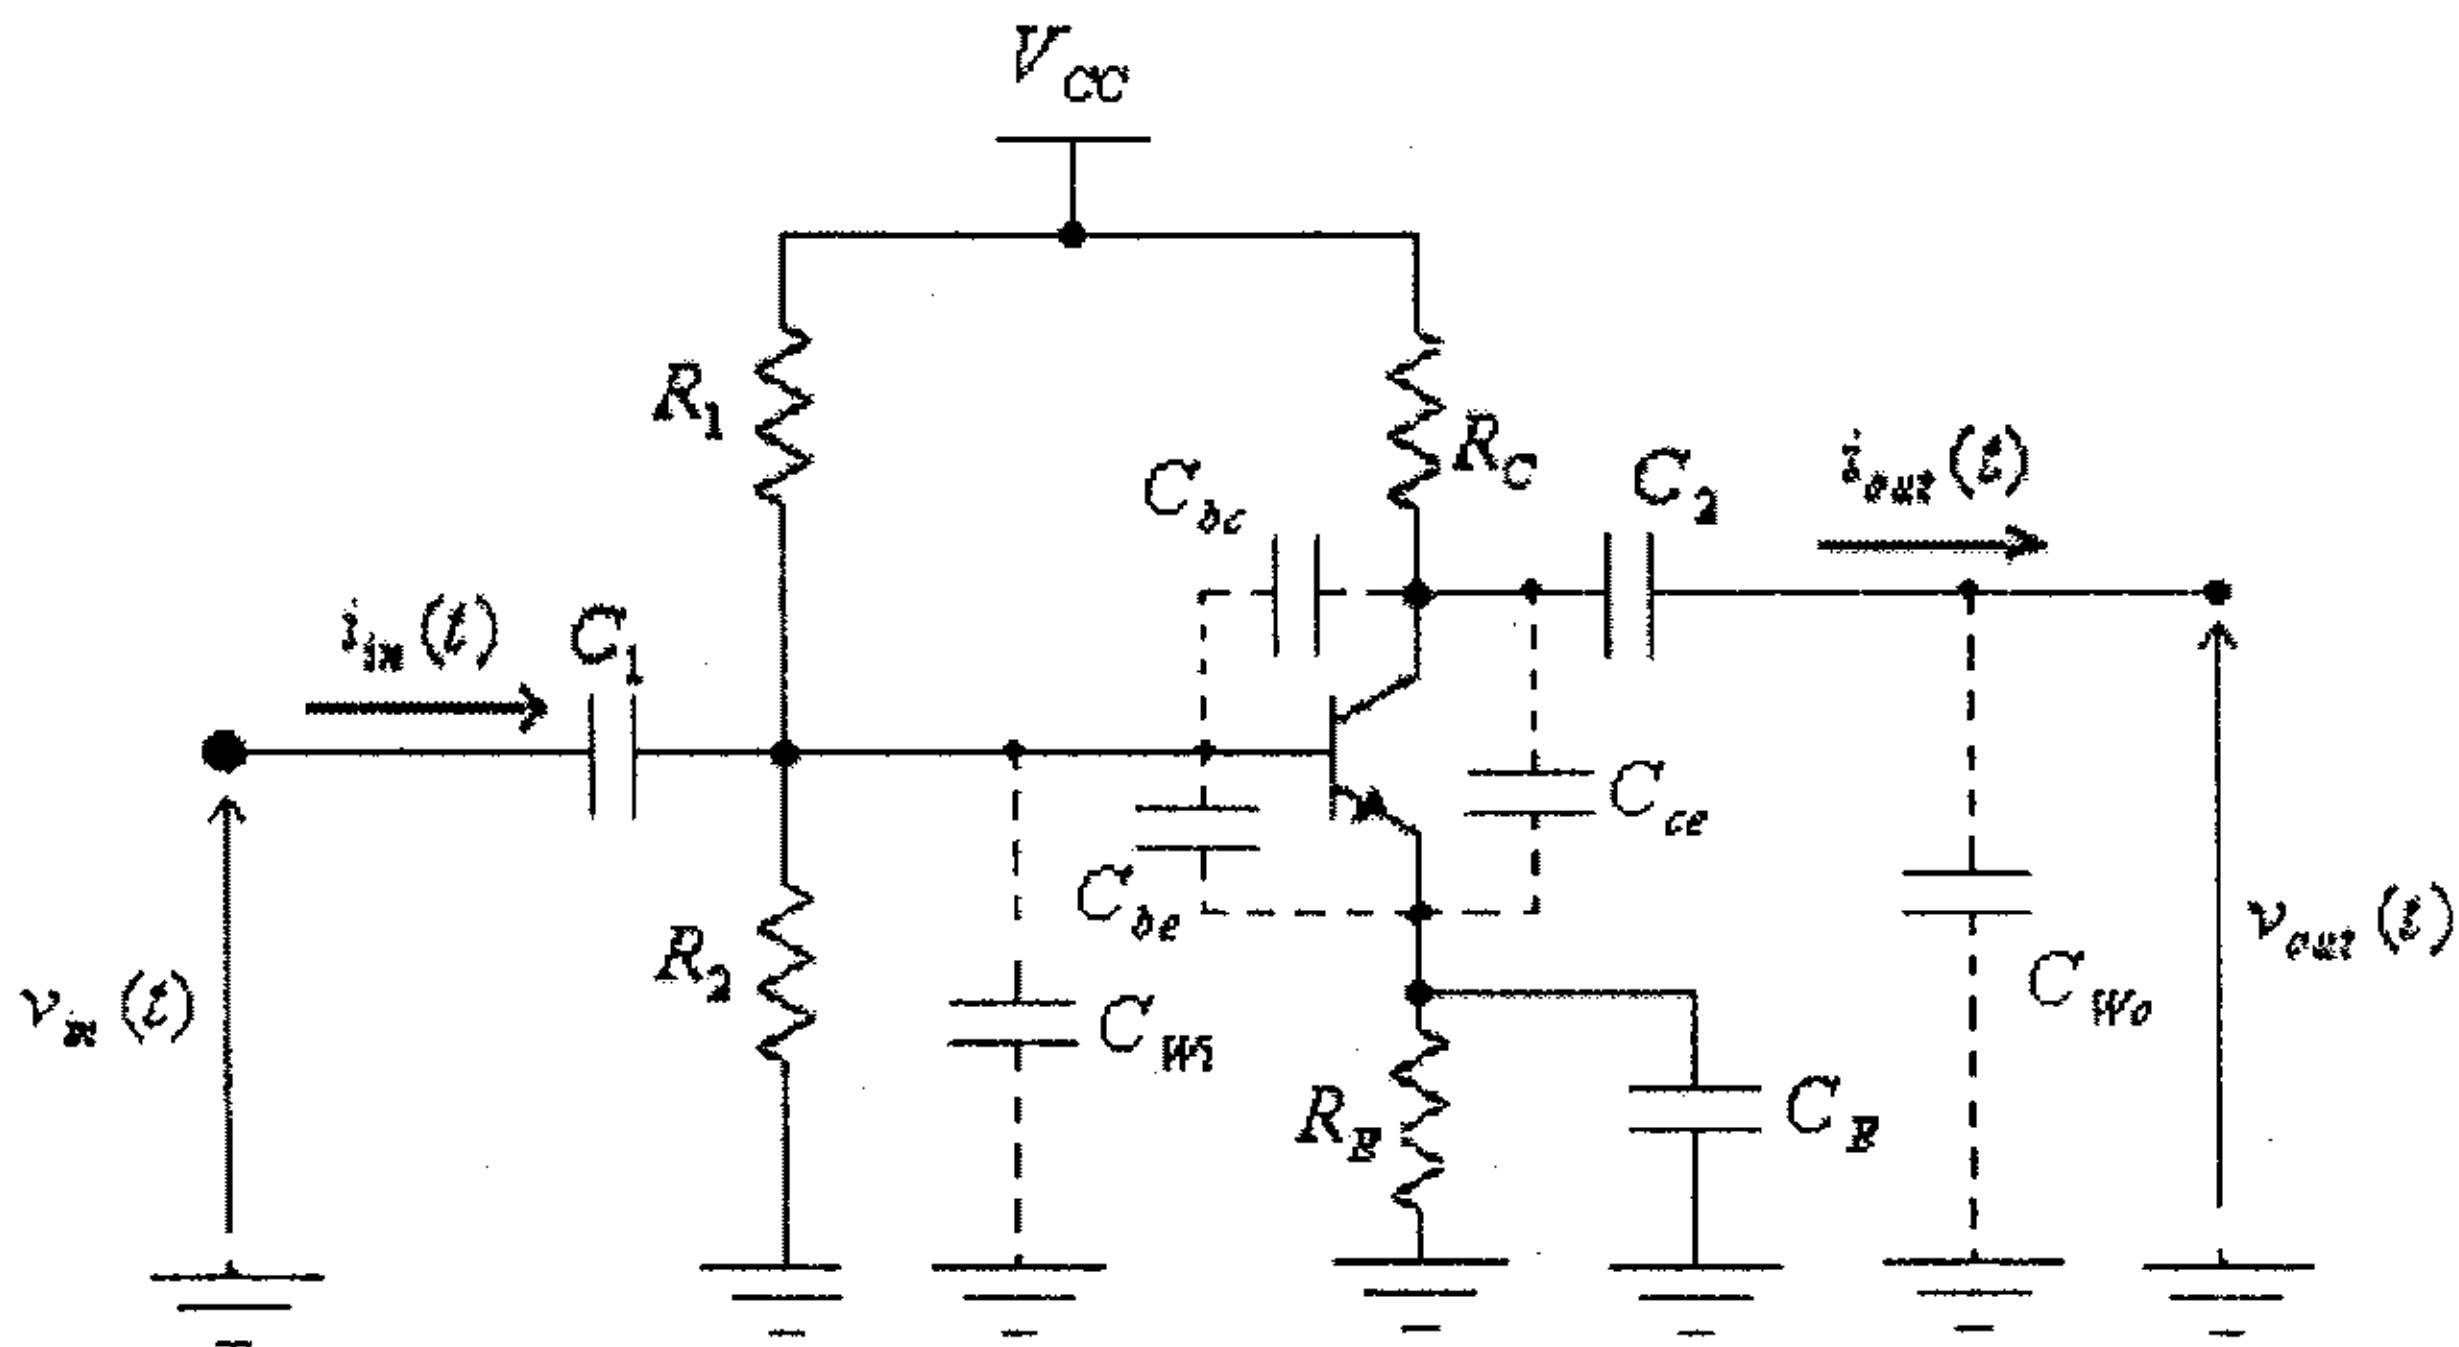 V_CC
R_1
R_C
C_bc
C_2
i_out(t)
i_in(t)
C_1
C_ce
C_be
v_in(t)
R_2
C_Wi
v_out(t)
C_Wo
R_E
C_E